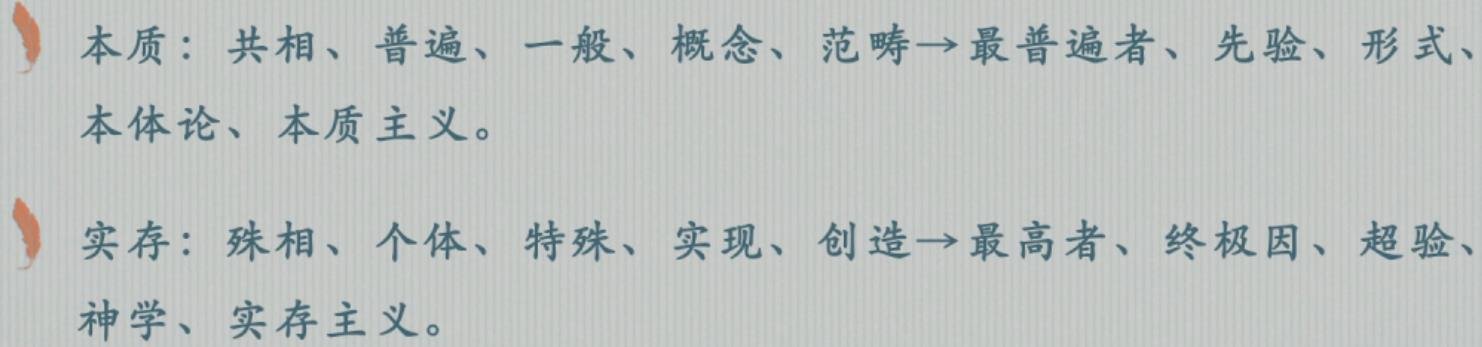 本质：共相、普遍、一般、概念、范畴→最普遍者、先验、形式、
本体论、本质主义。
实存：殊相、个体、特殊、实现、创造→最高者、终极因、超验、
神学、实存主义。